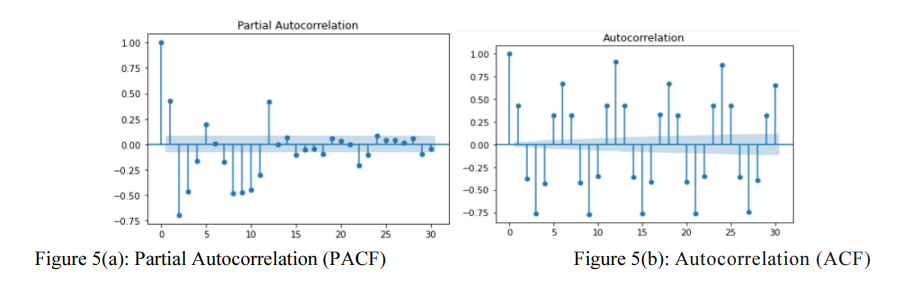 Partial Autocorrelation
1.00
0.75
0.50
0.25
0.00
−0.25
−0.50
−0.75
0 5 10 15 20 25 30
Autocorrelation
1.00
0.75
0.50
0.25
0.00
−0.25
−0.50
−0.75
0 5 10 15 20 25 30
Figure 5(a): Partial Autocorrelation (PACF)
Figure 5(b): Autocorrelation (ACF)